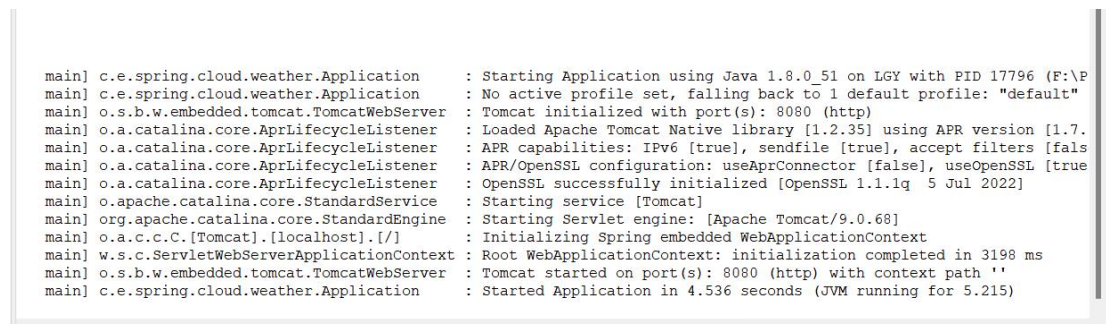 main] c.e.spring.cloud.weather.Application : Starting Application using Java 1.8.0_51 on LGY with PID 17796 (F:\P
main] c.e.spring.cloud.weather.Application : No active profile set, falling back to 1 default profile: "default"
main] o.s.b.w.embedded.tomcat.TomcatWebServer : Tomcat initialized with port(s): 8080 (http)
main] o.a.catalina.core.AprLifecycleListener : Loaded Apache Tomcat Native library [1.2.35] using APR version [1.7.
main] o.a.catalina.core.AprLifecycleListener : APR capabilities: IPv6 [true], sendfile [true], accept filters [fals
main] o.a.catalina.core.AprLifecycleListener : APR/OpenSSL configuration: useAprConnector [false], useOpenSSL [true
main] o.a.catalina.core.AprLifecycleListener : OpenSSL successfully initialized [OpenSSL 1.1.1q 5 Jul 2022]
main] o.apache.catalina.core.StandardService : Starting service [Tomcat]
main] org.apache.catalina.core.StandardEngine : Starting Servlet engine: [Apache Tomcat/9.0.68]
main] o.a.c.c.C.[Tomcat].[localhost].[/] : Initializing Spring embedded WebApplicationContext
main] w.s.c.ServletWebServerApplicationContext : Root WebApplicationContext: initialization completed in 3198 ms
main] o.s.b.w.embedded.tomcat.TomcatWebServer : Tomcat started on port(s): 8080 (http) with context path ''
main] c.e.spring.cloud.weather.Application : Started Application in 4.536 seconds (JVM running for 5.215)